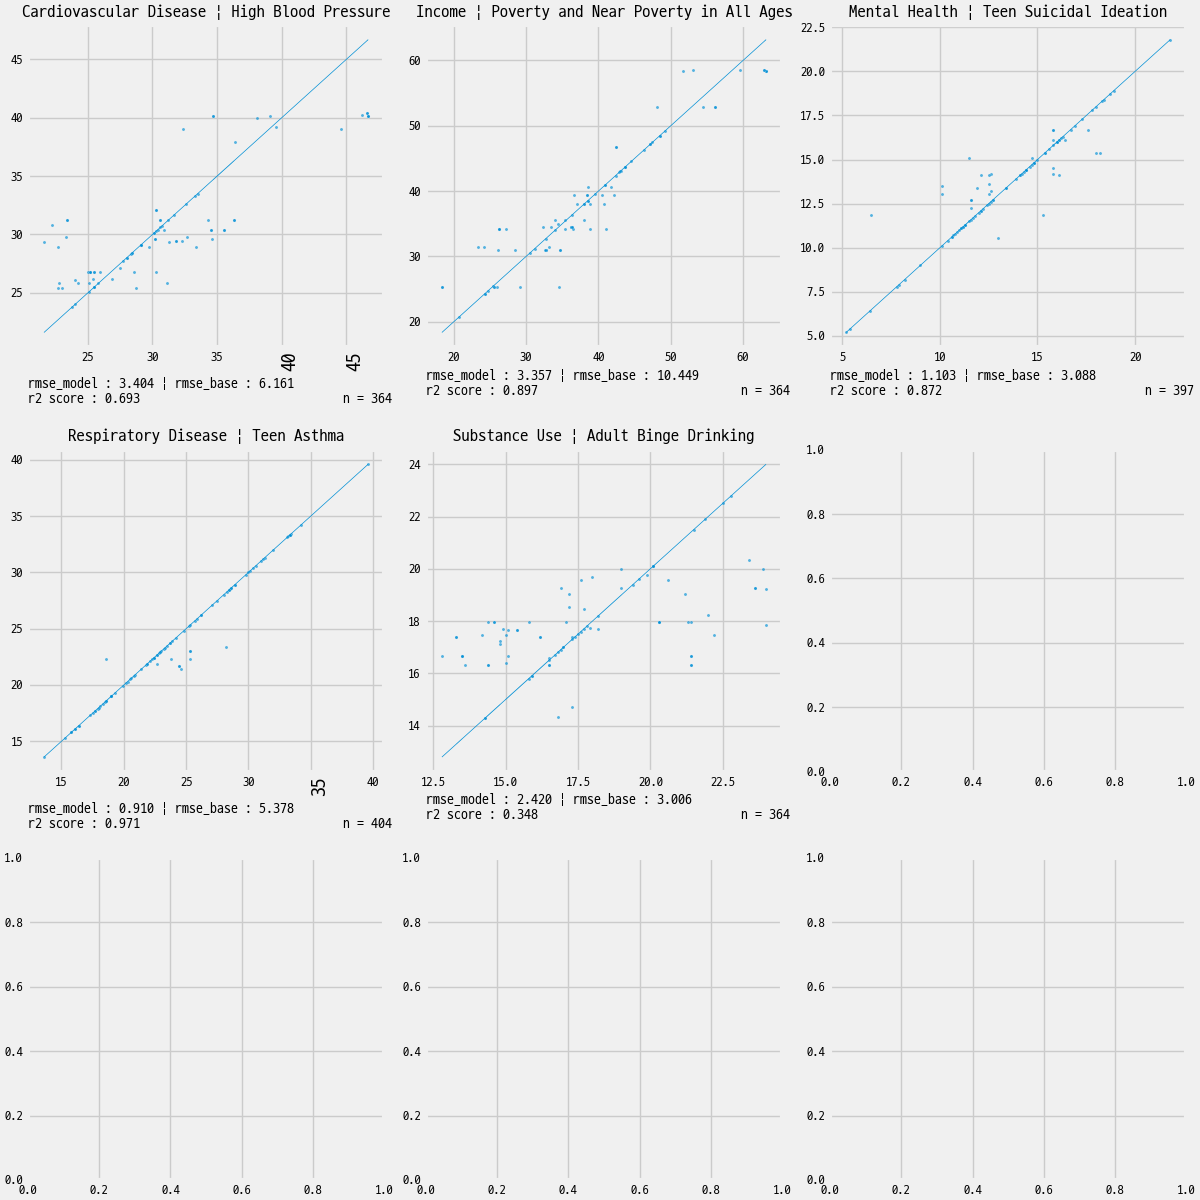 Cardiovascular Disease ¦ High Blood Pressure
45
40
35
30
25
25 30 35 40 45
rmse_model : 3.404 ¦ rmse_base : 6.161
r2 score : 0.693 n = 364
Income ¦ Poverty and Near Poverty in All Ages
60
50
40
30
20
20 30 40 50 60
rmse_model : 3.357 ¦ rmse_base : 10.449
r2 score : 0.897 n = 364
Mental Health ¦ Teen Suicidal Ideation
22.5
20.0
17.5
15.0
12.5
10.0
7.5
5.0
5 10 15 20
rmse_model : 1.103 ¦ rmse_base : 3.088
r2 score : 0.872 n = 397
Respiratory Disease ¦ Teen Asthma
40
35
30
25
20
15
15 20 25 30 35 40
rmse_model : 0.910 ¦ rmse_base : 5.378
r2 score : 0.971 n = 404
Substance Use ¦ Adult Binge Drinking
24
22
20
18
16
14
12.5 15.0 17.5 20.0 22.5
rmse_model : 2.420 ¦ rmse_base : 3.006
r2 score : 0.348 n = 364
1.0
0.8
0.6
0.4
0.2
0.0
0.0 0.2 0.4 0.6 0.8 1.0
1.0
0.8
0.6
0.4
0.2
0.0
0.0 0.2 0.4 0.6 0.8 1.0
1.0
0.8
0.6
0.4
0.2
0.0
0.0 0.2 0.4 0.6 0.8 1.0
1.0
0.8
0.6
0.4
0.2
0.0
0.0 0.2 0.4 0.6 0.8 1.0